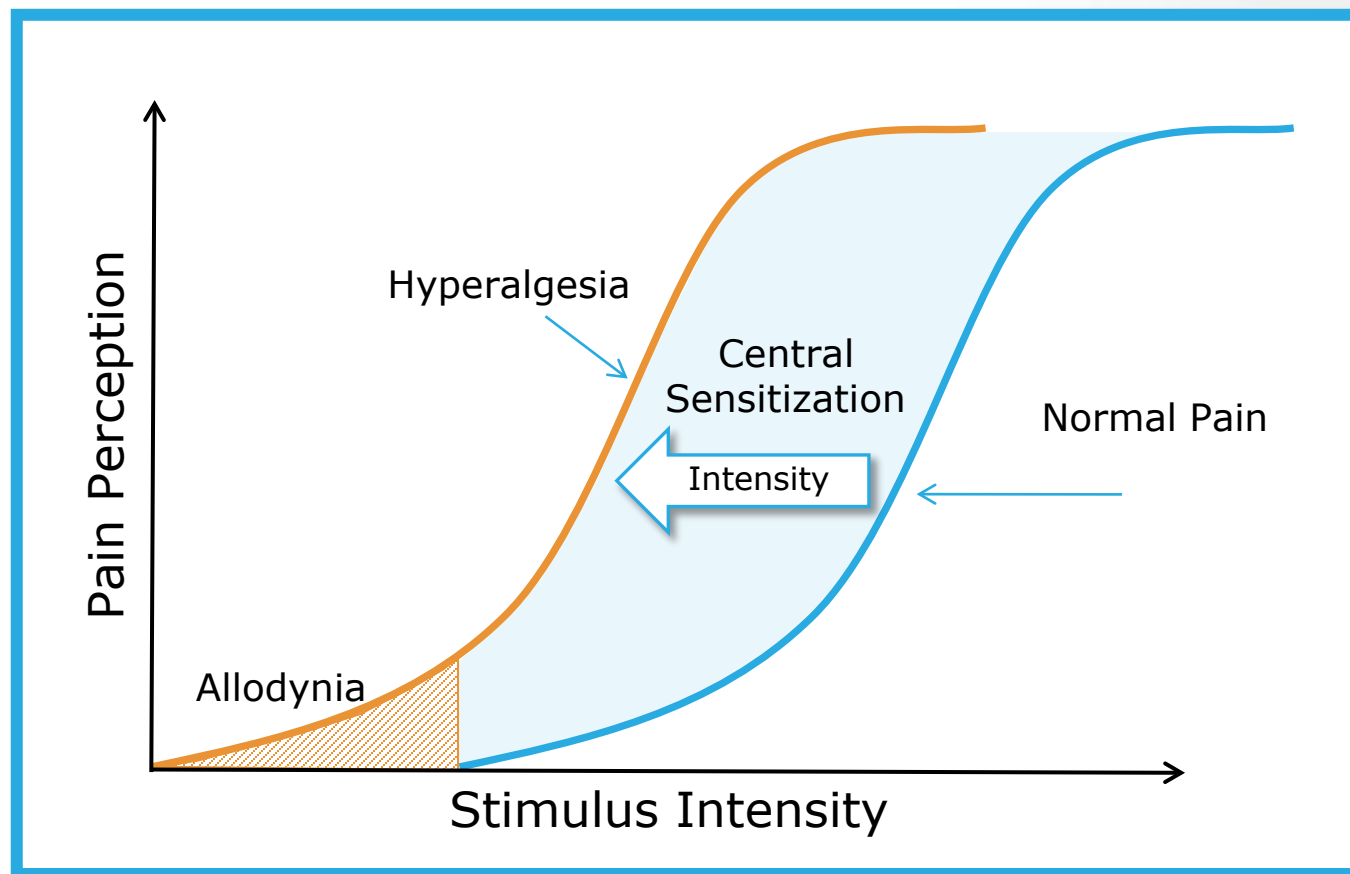 Hyperalgesia
Central
Sensitization
Normal Pain
Intensity
Pain Perception
Allodynia
Stimulus Intensity